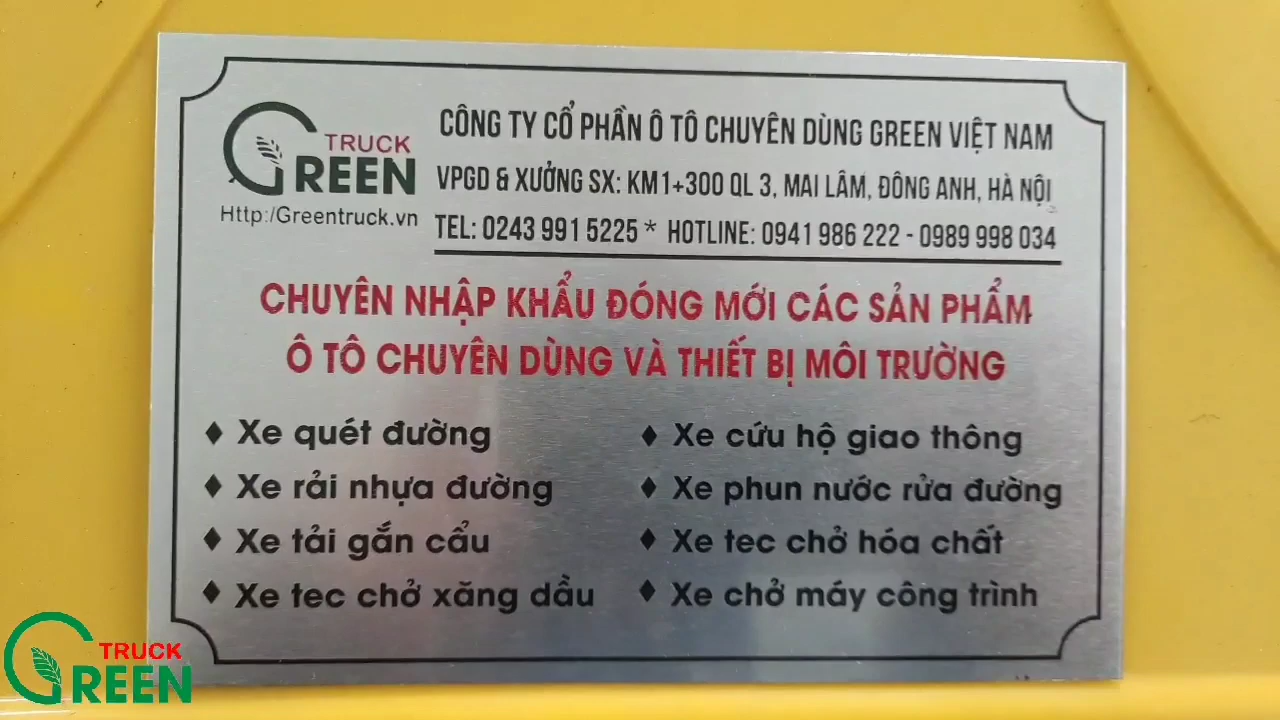 TRUCK
GREEN
Http:/Greentruck.vn
CÔNG TY CỔ PHẦN Ô TÔ CHUYÊN DÙNG GREEN VIỆT NAM
VPGD & XƯỞNG SX: KM1+300 QL 3, MAI LÂM, ĐÔNG ANH, HÀ NỘI
TEL: 0243 991 5225 * HOTLINE: 0941 986 222 - 0989 998 034
CHUYÊN NHẬP KHẨU ĐÓNG MỚI CÁC SẢN PHẨM
Ô TÔ CHUYÊN DÙNG VÀ THIẾT BỊ MÔI TRƯỜNG
♦ Xe quét đường
♦ Xe rải nhựa đường
♦ Xe tải gắn cẩu
♦ Xe tec chở xăng dầu
♦ Xe cứu hộ giao thông
♦ Xe phun nước rửa đường
♦ Xe tec chở hóa chất
♦ Xe chở máy công trình
TRUCK
GREEN